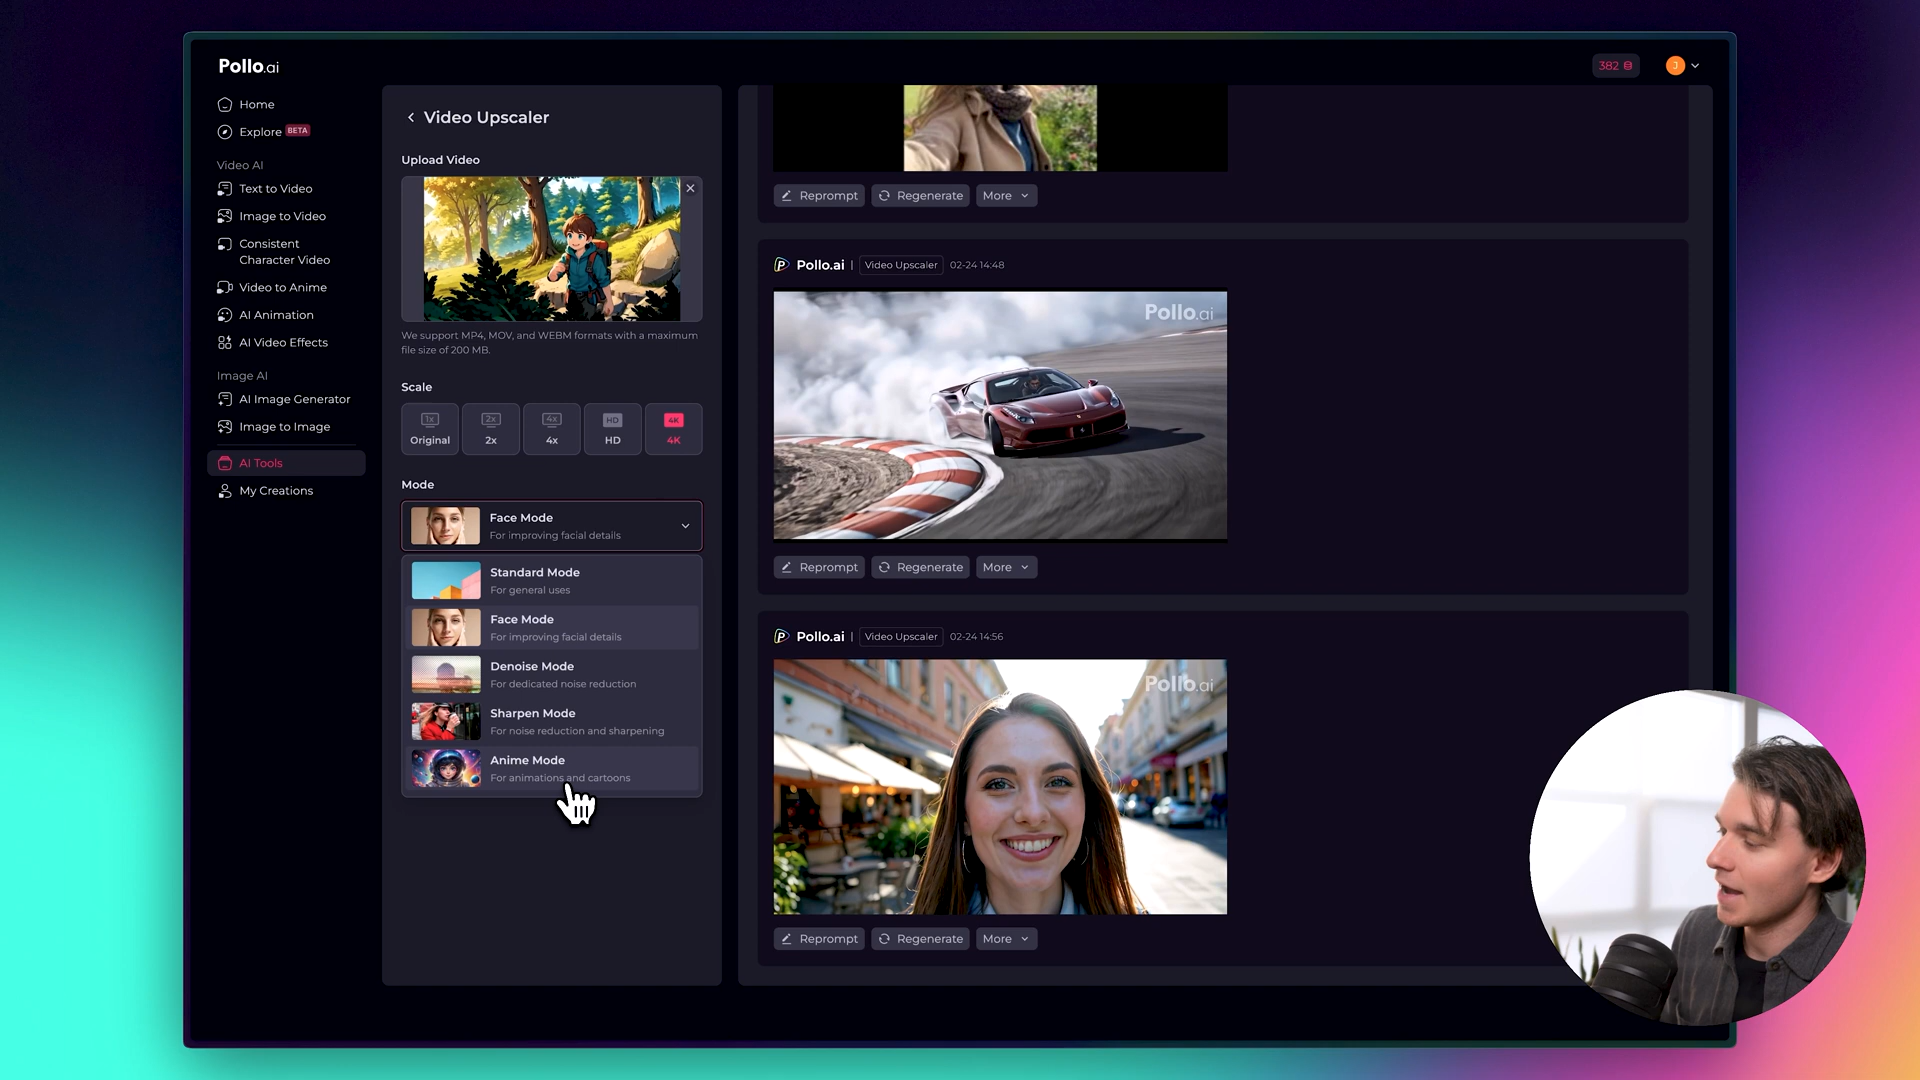 Pollo.ai
382
J
Home
Explore BETA
Video AI
Text to Video
Image to Video
Consistent
Character Video
Video to Anime
AI Animation
AI Video Effects
Image AI
AI Image Generator
Image to Image
AI Tools
My Creations
Video Upscaler
Upload Video
We support MP4, MOV, and WEBM formats with a maximum
file size of 200 MB.
Scale
1x
Original
2x
2x
4x
4x
HD
HD
4K
4K
Mode
Face Mode
For improving facial details
Standard Mode
For general uses
Face Mode
For improving facial details
Denoise Mode
For dedicated noise reduction
Sharpen Mode
For noise reduction and sharpening
Anime Mode
For animations and cartoons
Reprompt
Regenerate
More
Pollo.ai | Video Upscaler 02-24 14:48
Pollo.ai
Reprompt
Regenerate
More
Pollo.ai | Video Upscaler 02-24 14:56
Pollo.ai
Reprompt
Regenerate
More